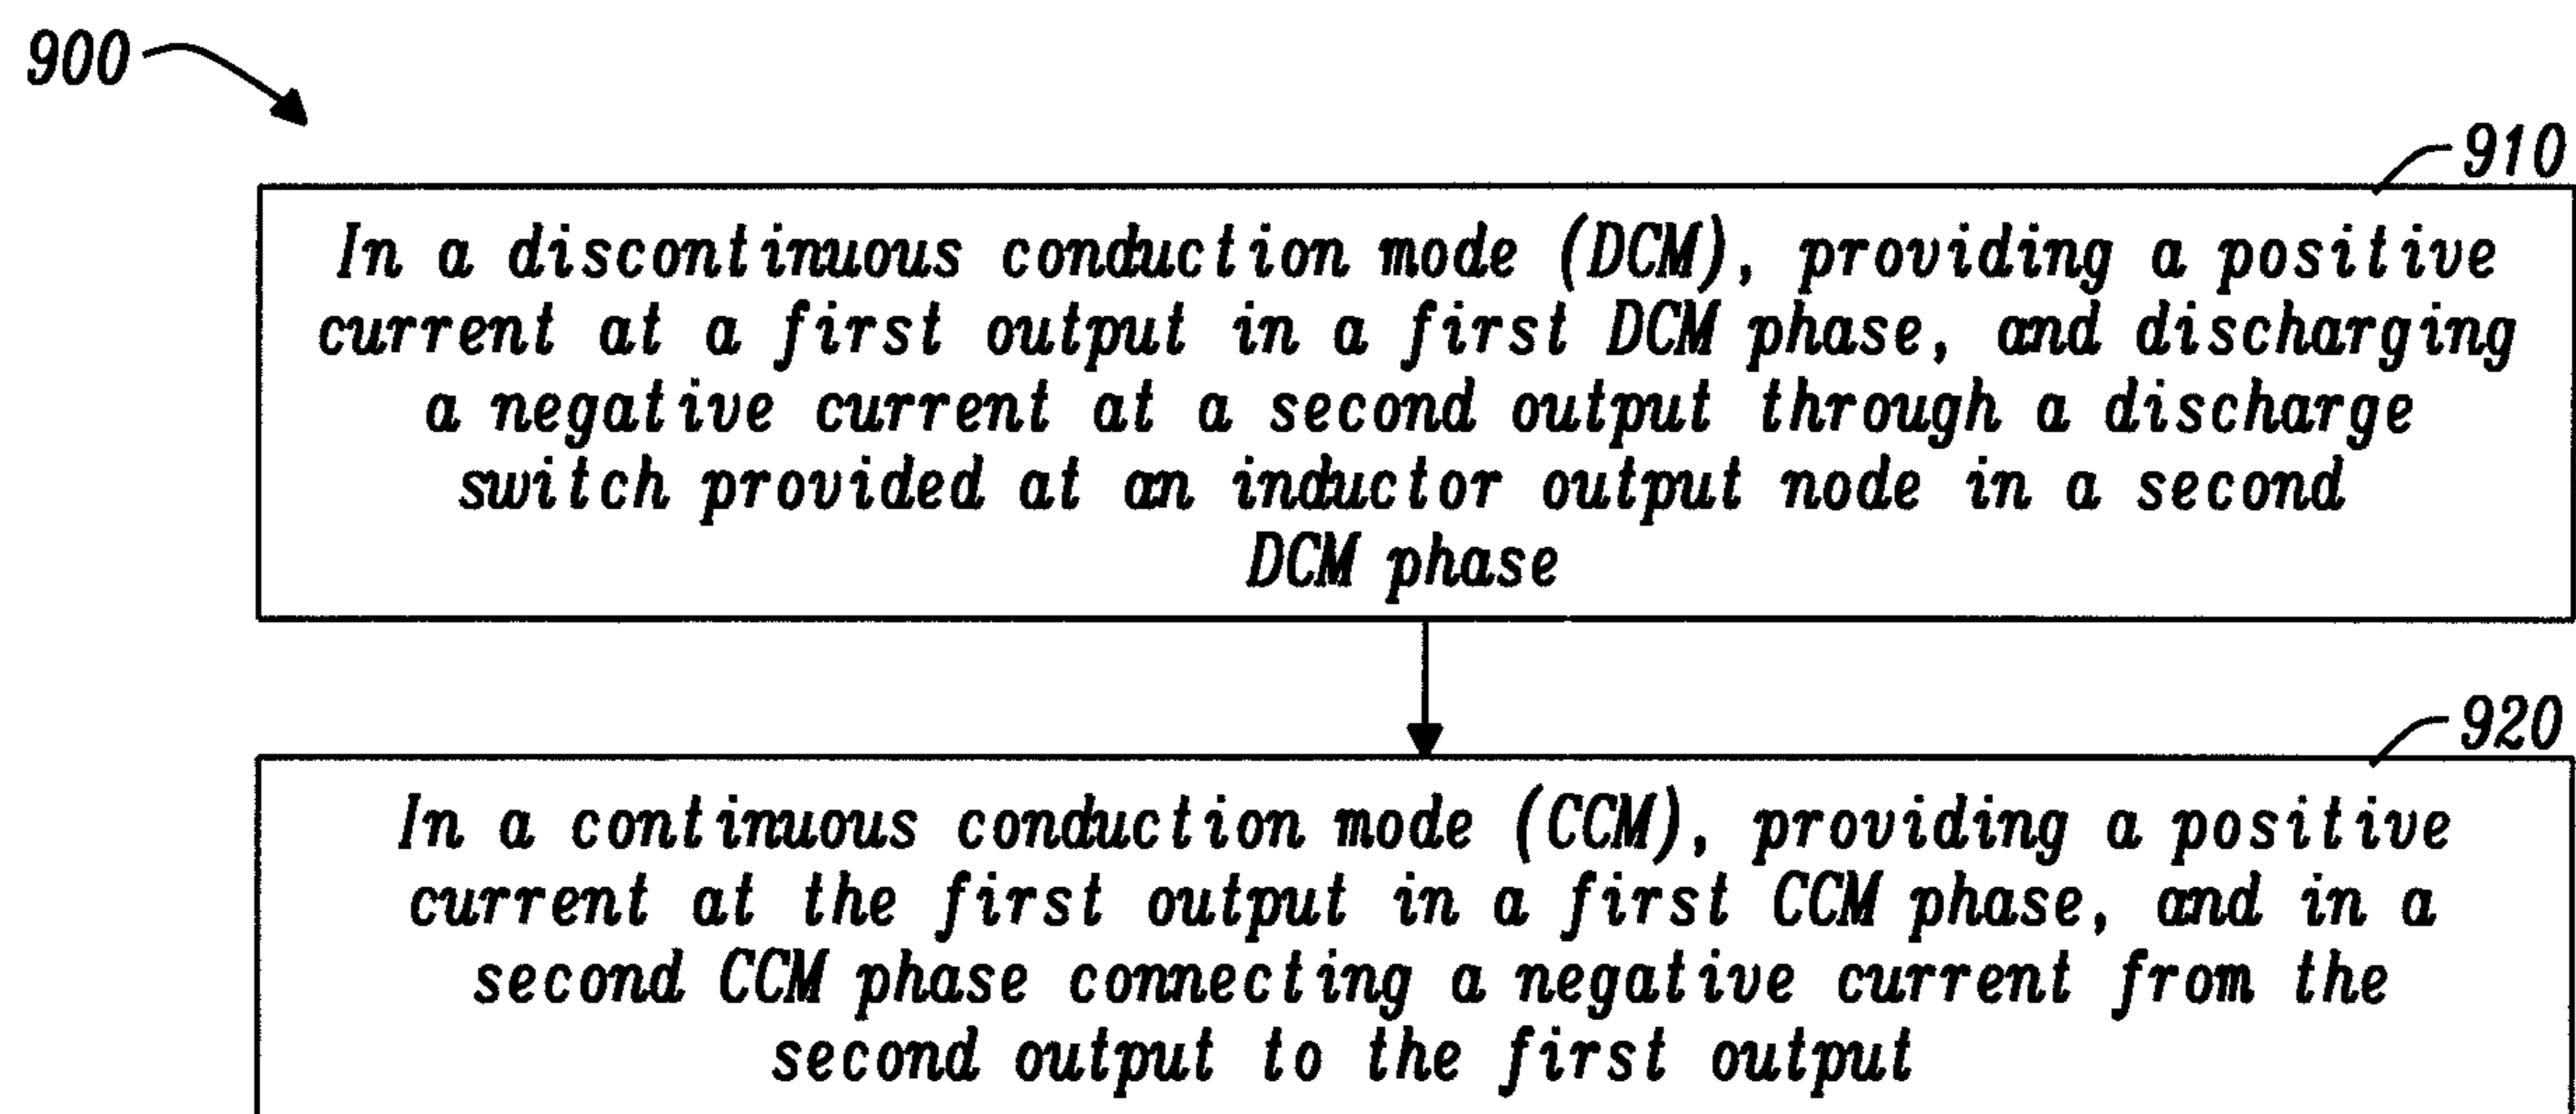 900
910
In a discontinuous conduction mode (DCM), providing a positive
current at a first output in a first DCM phase, and discharging
a negative current at a second output through a discharge
switch provided at an inductor output node in a second
DCM phase
920
In a continuous conduction mode (CCM), providing a positive
current at the first output in a first CCM phase, and in a
second CCM phase connecting a negative current from the
second output to the first output